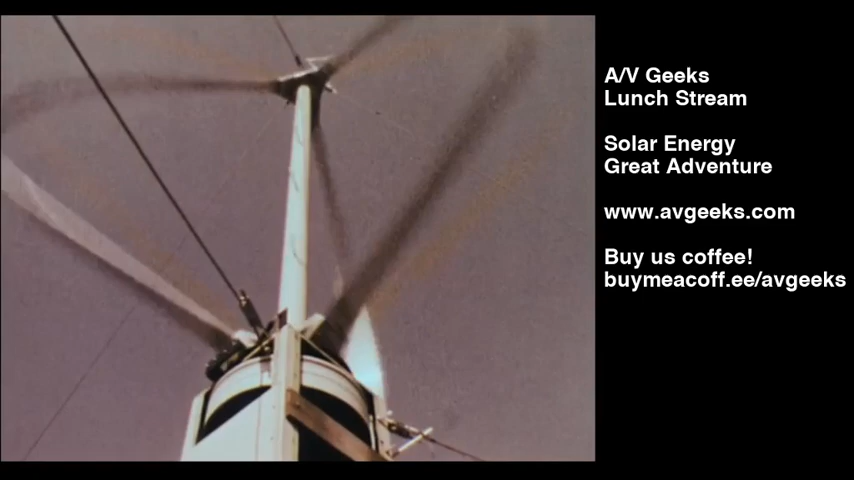 A/V Geeks
Lunch Stream
Solar Energy
Great Adventure
www.avgeeks.com
Buy us coffee!
buymeacoff.ee/avgeeks